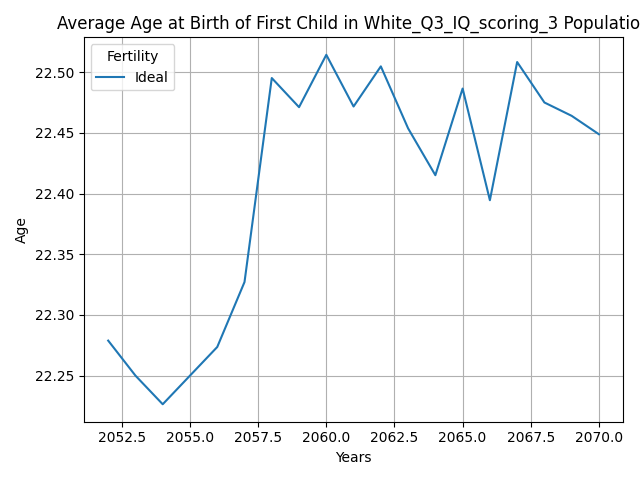 Average Age at Birth of First Child in White_Q3_IQ_scoring_3 Populatio
Fertility
Ideal
22.50
22.45
22.40
22.35
22.30
22.25
Age
2052.5 2055.0 2057.5 2060.0 2062.5 2065.0 2067.5 2070.0
Years